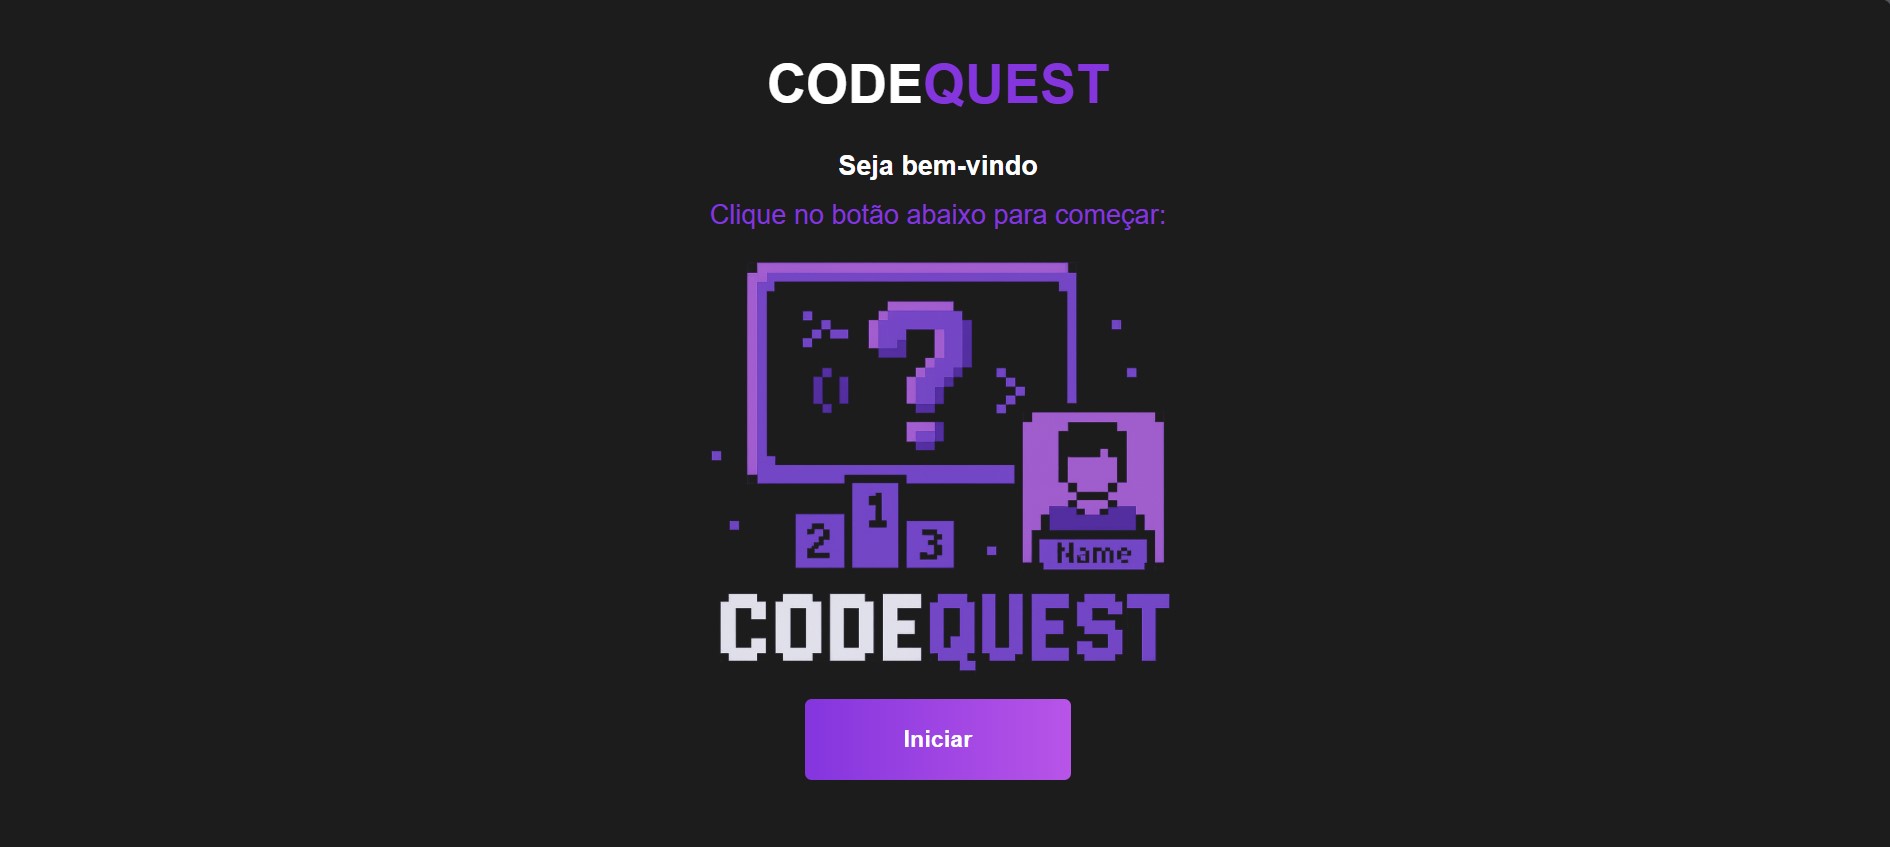 CODEQUEST
Seja bem-vindo
Clique no botão abaixo para começar:
>-
?
()
>
1
2
3
Name
CODEQUEST
Iniciar